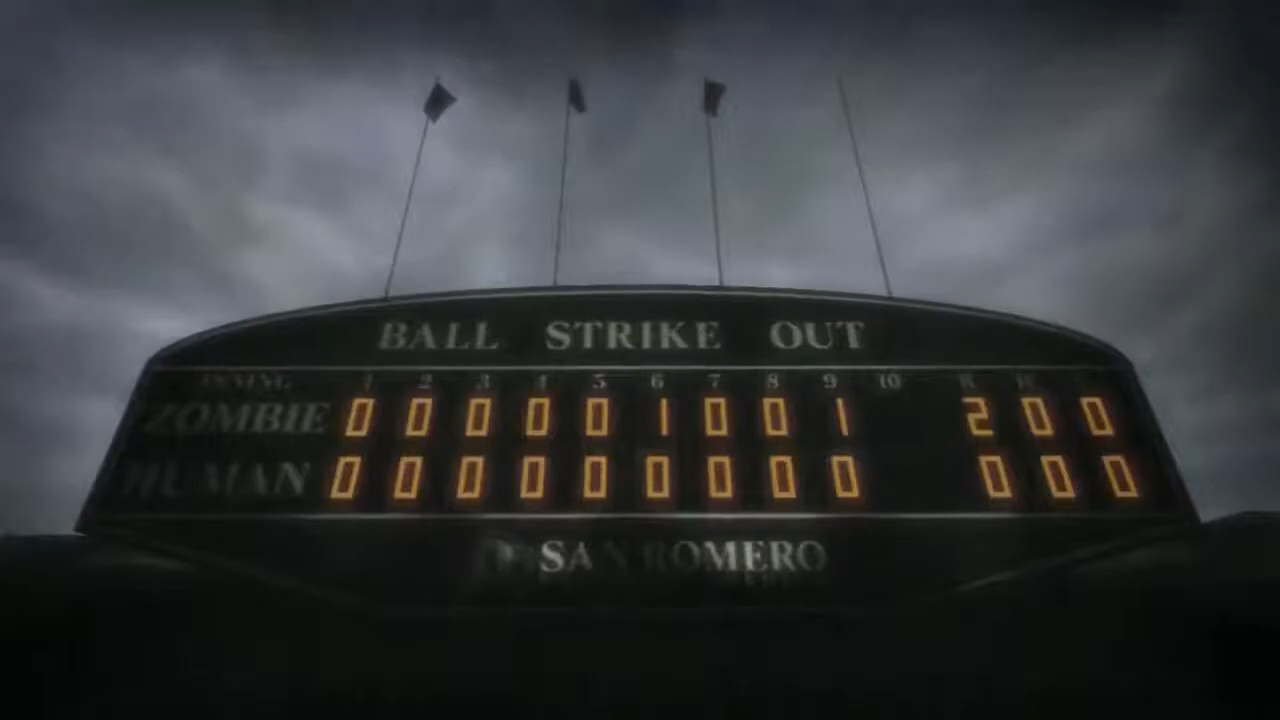 BALL STRIKE OUT
INNING 1 2 3 4 5 6 7 8 9 10 R H
ZOMBIE 0 0 0 0 0 1 0 0 1 2 0 0
HUMAN 0 0 0 0 0 0 0 0 0 0 0 0
SAN ROMERO